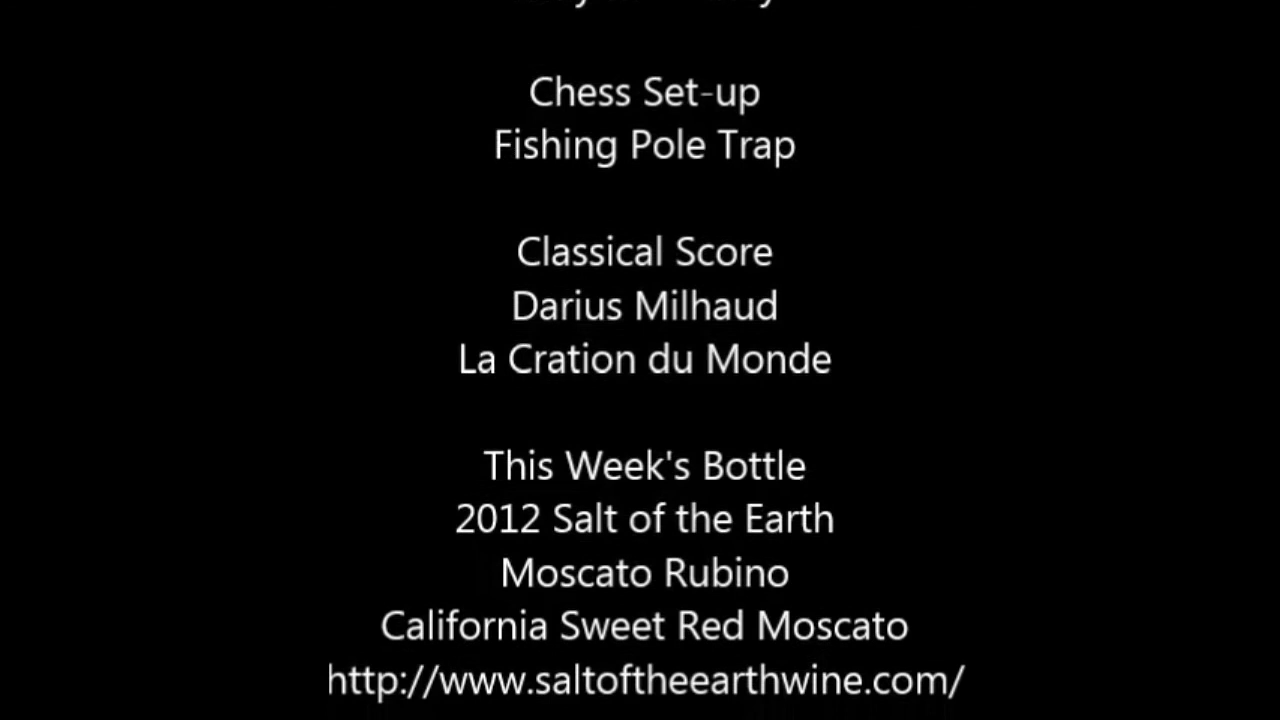 Chess Set-up
Fishing Pole Trap
Classical Score
Darius Milhaud
La Cration du Monde
This Week's Bottle
2012 Salt of the Earth
Moscato Rubino
California Sweet Red Moscato
http://www.saltoftheearthwine.com/